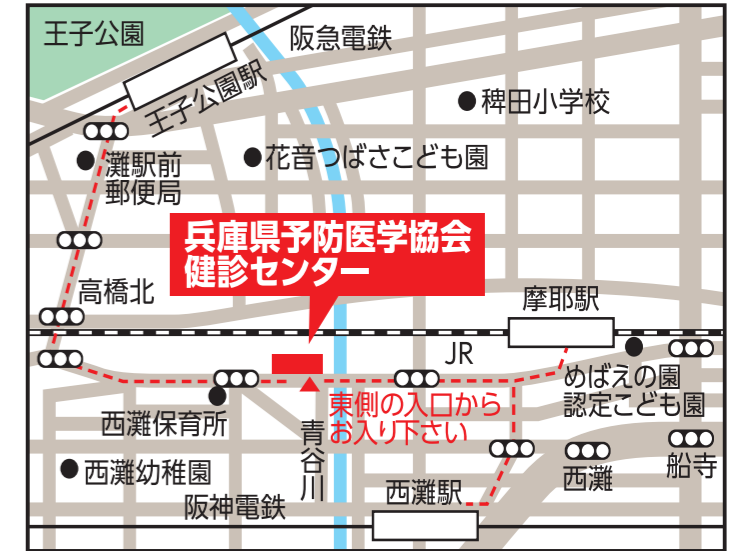 王子公園
阪急電鉄
王子公園駅
稗田小学校
灘駅前
郵便局
花音つばさこども園
兵庫県予防医学協会
健診センター
高橋北
摩耶駅
JR
めばえの園
認定こども園
東側の入口から
お入り下さい
西灘保育所
青谷川
西灘幼稚園
阪神電鉄
西灘駅
西灘
船寺